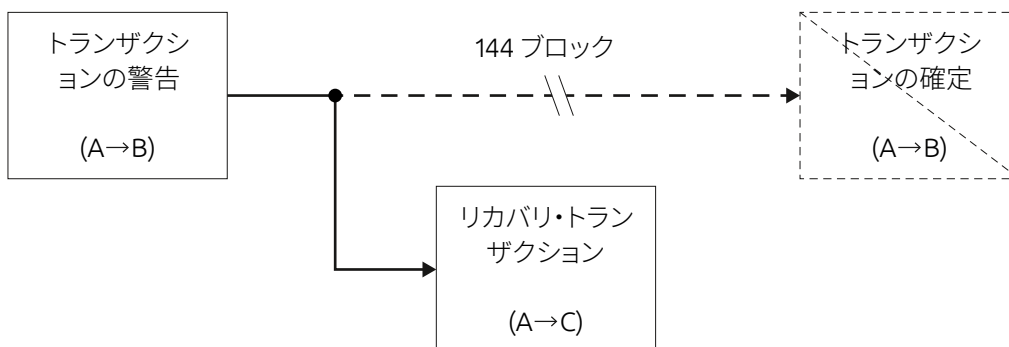 トランザクシ
ョンの警告
(A→B)
144 ブロック
トランザクシ
ョンの確定
(A→B)
リカバリ・トラン
ザクション
(A→C)